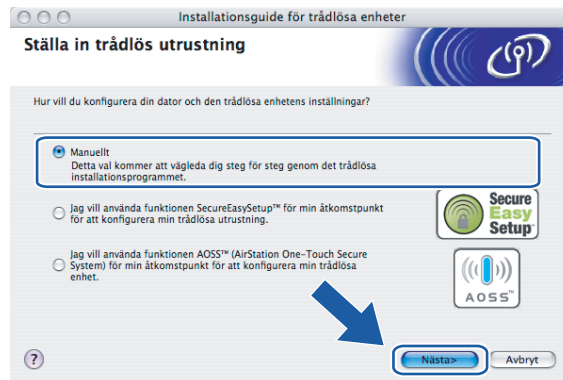 Installationsguide för trådlösa enheter
Ställa in trådlös utrustning
Hur vill du konfigurera din dator och den trådlösa enhetens inställningar?
Manuellt
Detta val kommer att vägleda dig steg för steg genom det trådlösa
installationsprogrammet.
Jag vill använda funktionen SecureEasySetup™ för min åtkomstpunkt
för att konfigurera min trådlösa utrustning.
Secure
Easy
Setup™
Jag vill använda funktionen AOSS™ (AirStation One-Touch Secure
System) för min åtkomstpunkt för att konfigurera min trådlösa
enhet.
AOSS™
?
Nästa>
Avbryt